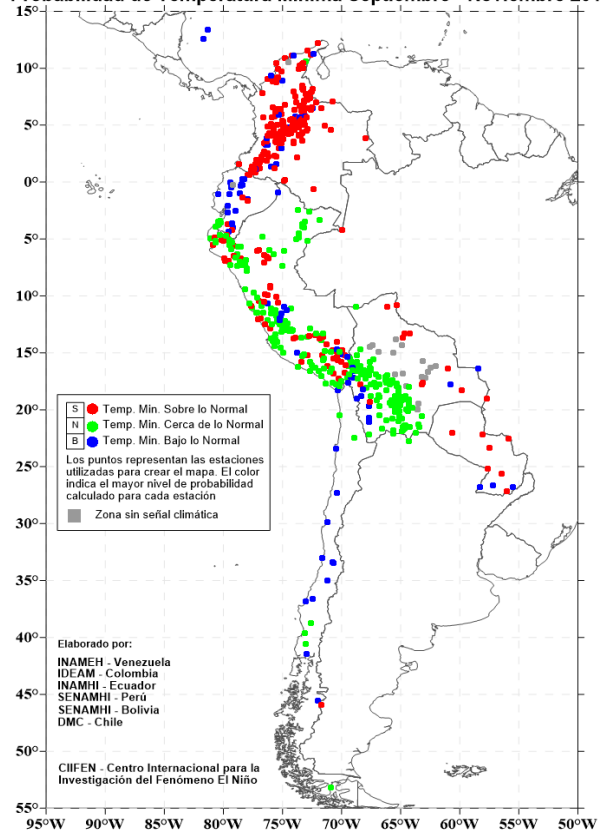 Probabilidad de Temperatura Mínima Septiembre - Noviembre 201
15°
10°
5°
0°
5°
10°
15°
20°
25°
30°
35°
40°
45°
50°
55°
S Temp. Min. Sobre lo Normal
N Temp. Min. Cerca de lo Normal
B Temp. Min. Bajo lo Normal
Los puntos representan las estaciones
utilizadas para crear el mapa. El color
indica el mayor nivel de probabilidad
calculado para cada estación
Zona sin señal climática
Elaborado por:
INAMEH - Venezuela
IDEAM - Colombia
INAMHI - Ecuador
SENAMHI - Perú
SENAMHI - Bolivia
DMC - Chile
CIIFEN - Centro Internacional para la
Investigación del Fenómeno El Niño
95°W 90°W 85°W 80°W 75°W 70°W 65°W 60°W 55°W 50°W